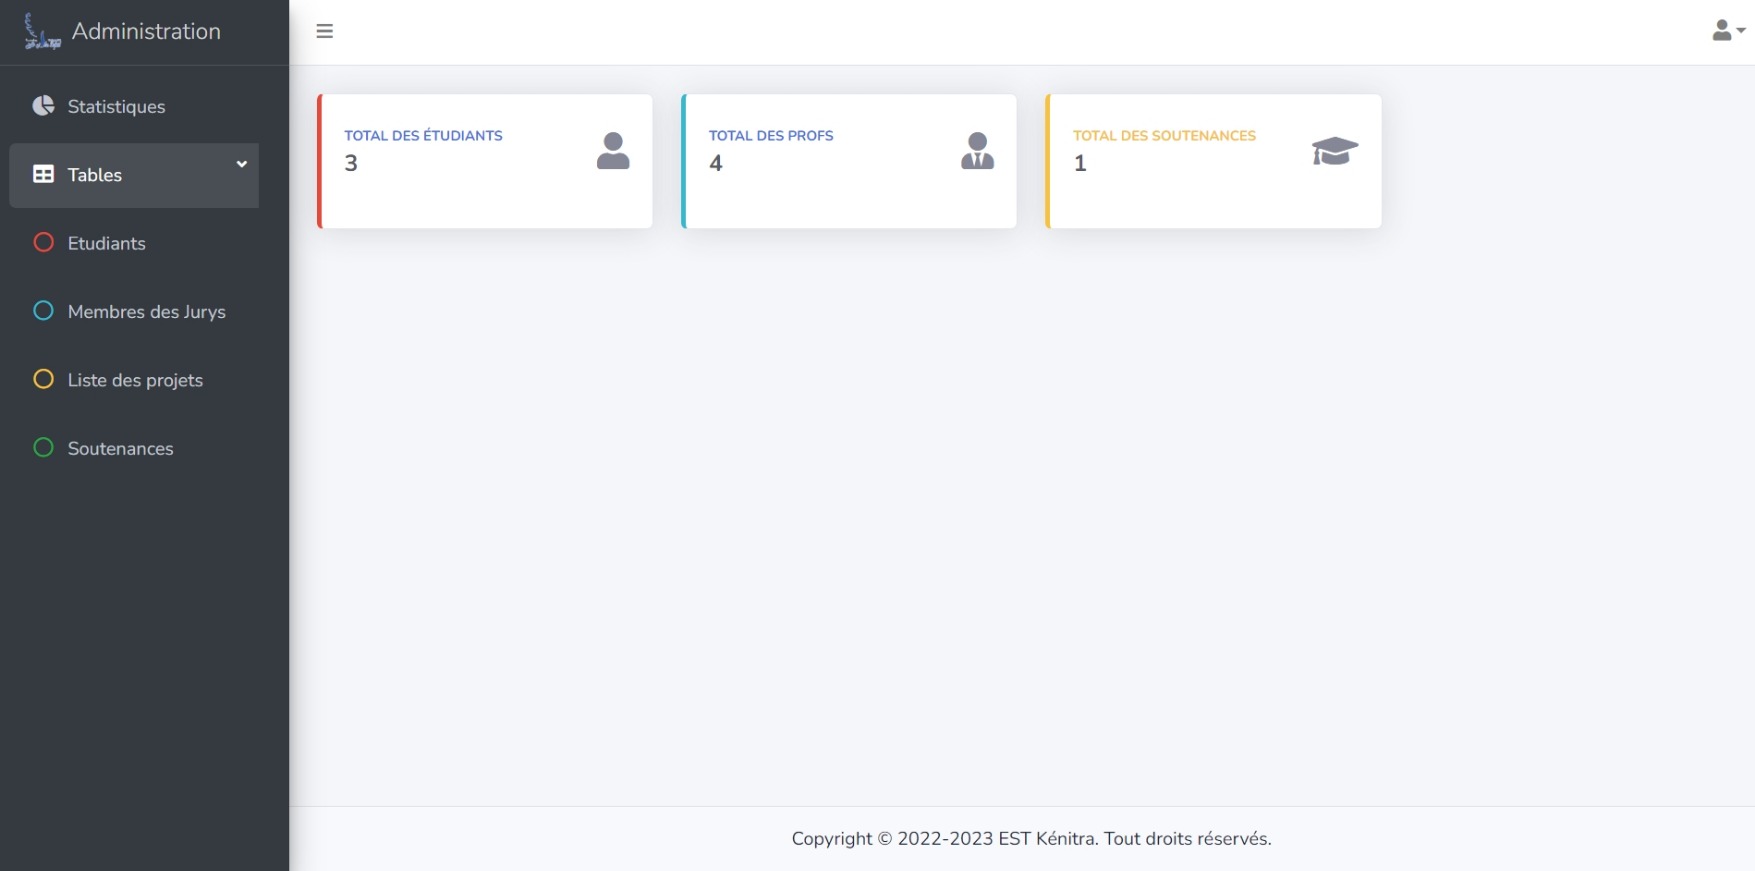 Administration
Statistiques
Tables
Etudiants
Membres des Jurys
Liste des projets
Soutenances
TOTAL DES ÉTUDIANTS
3
TOTAL DES PROFS
4
TOTAL DES SOUTENANCES
1
Copyright © 2022-2023 EST Kénitra. Tout droits réservés.